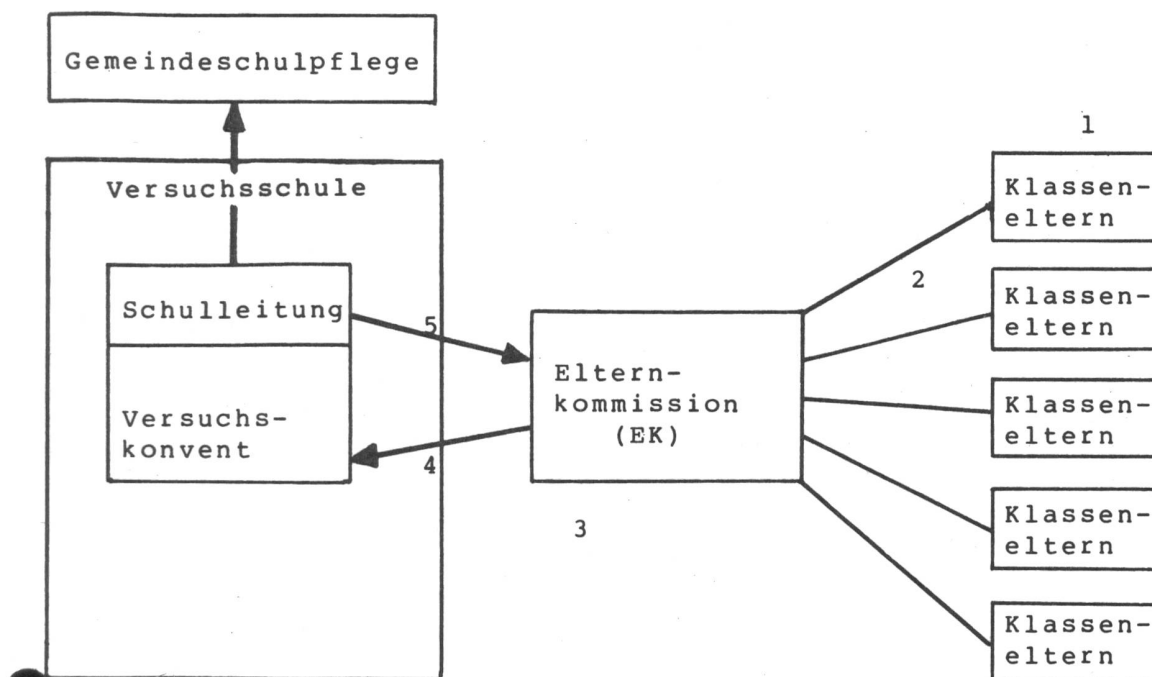 Gemeindeschulpflege
Versuchsschule
Schulleitung
Versuchs-
konvent
5
4
Eltern-
kommission
(EK)
3
2
1
Klassen-
eltern
Klassen-
eltern
Klassen-
eltern
Klassen-
eltern
Klassen-
eltern